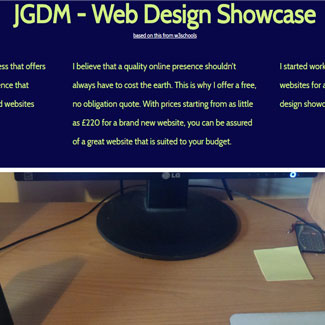 JGDM - Web Design Showcase
based on this from w3schools
ess that offers
ence that
d websites
I believe that a quality online presence shouldn't
always have to cost the earth. This is why I offer a free,
no obligation quote. With prices starting from as little
as £220 for a brand new website, you can be assured
of a great website that is suited to your budget.
I started work
websites for a
design showc
LG